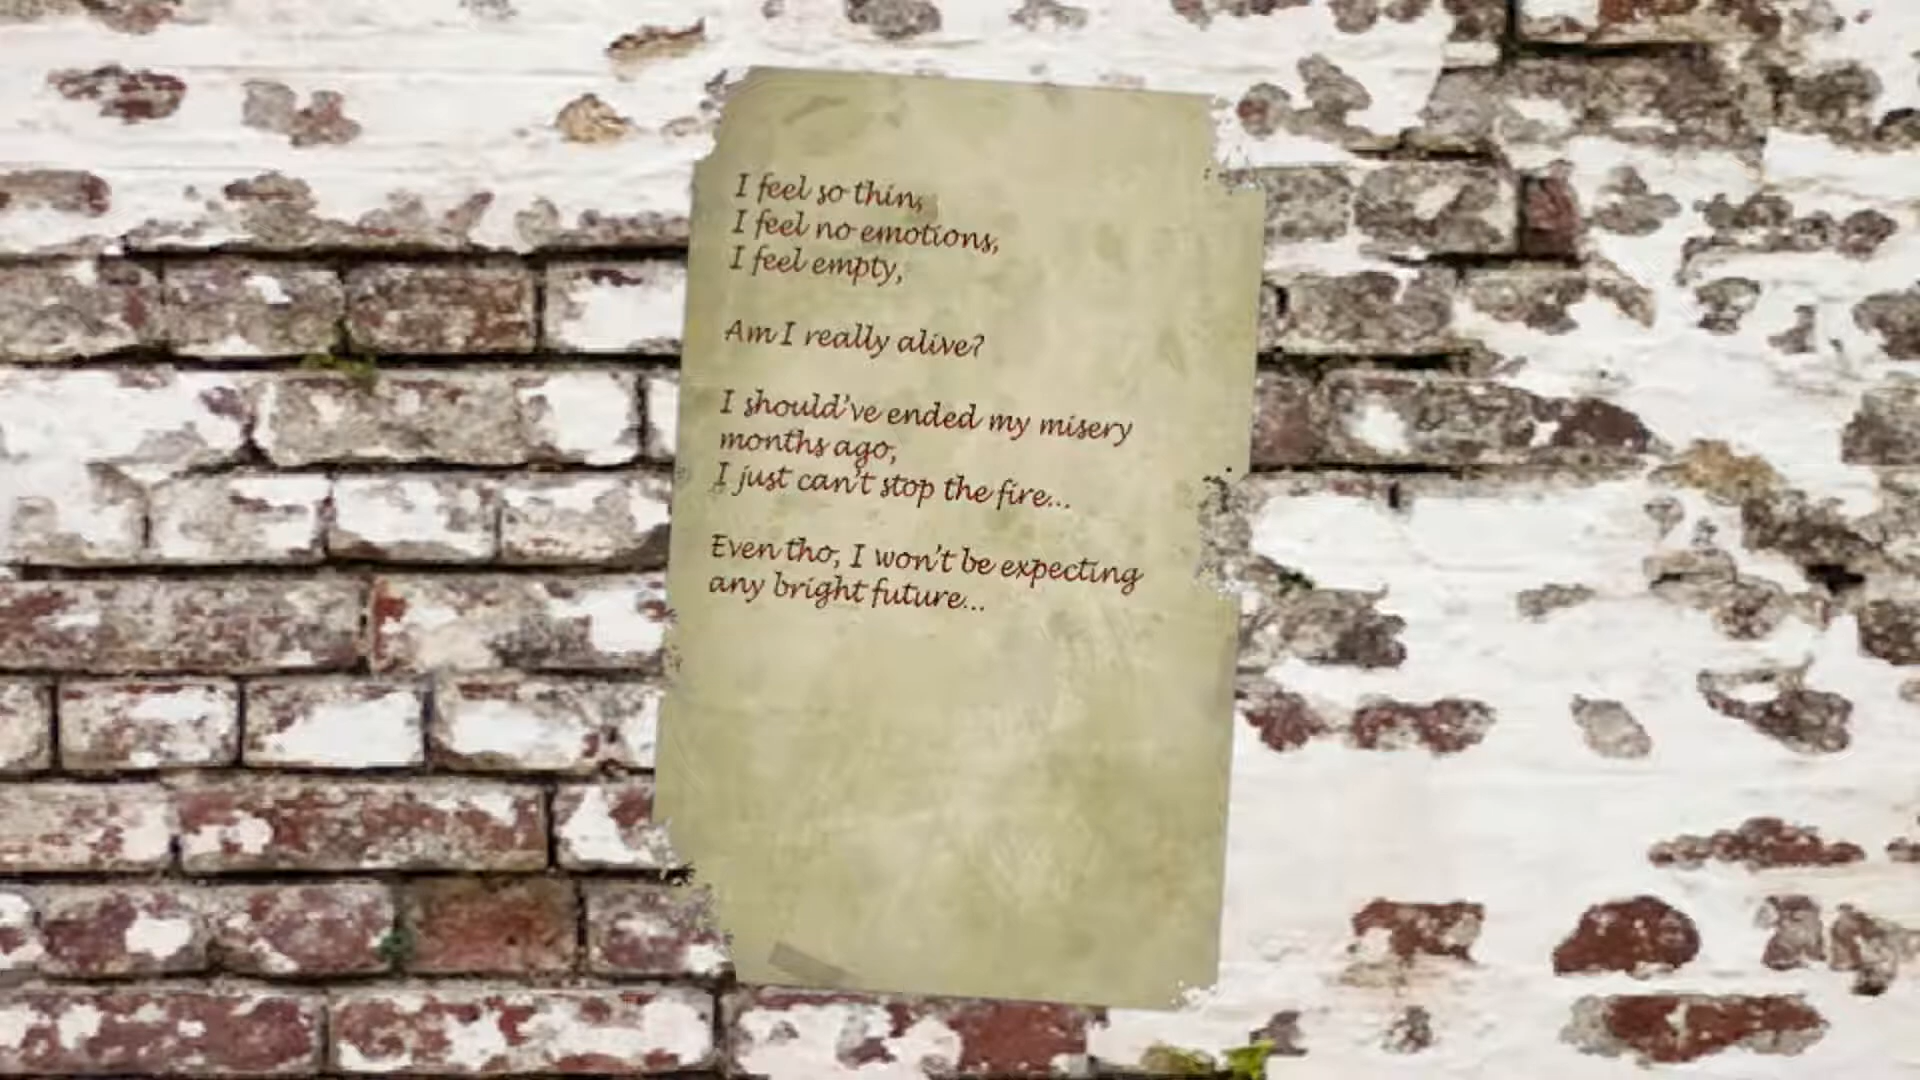 I feel so thin,
I feel no emotions,
I feel empty,
Am I really alive?
I should've ended my misery
months ago,
I just can't stop the fire...
Even tho, I won't be expecting
any bright future...